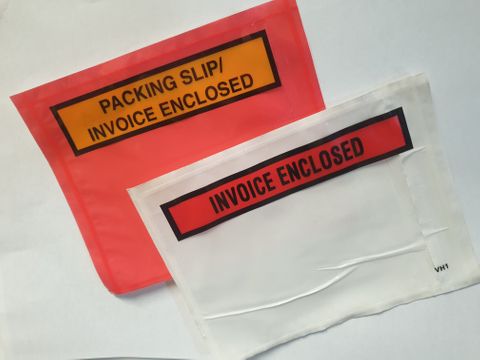 PACKING SLIP/
INVOICE ENCLOSED
INVOICE ENCLOSED
VH1